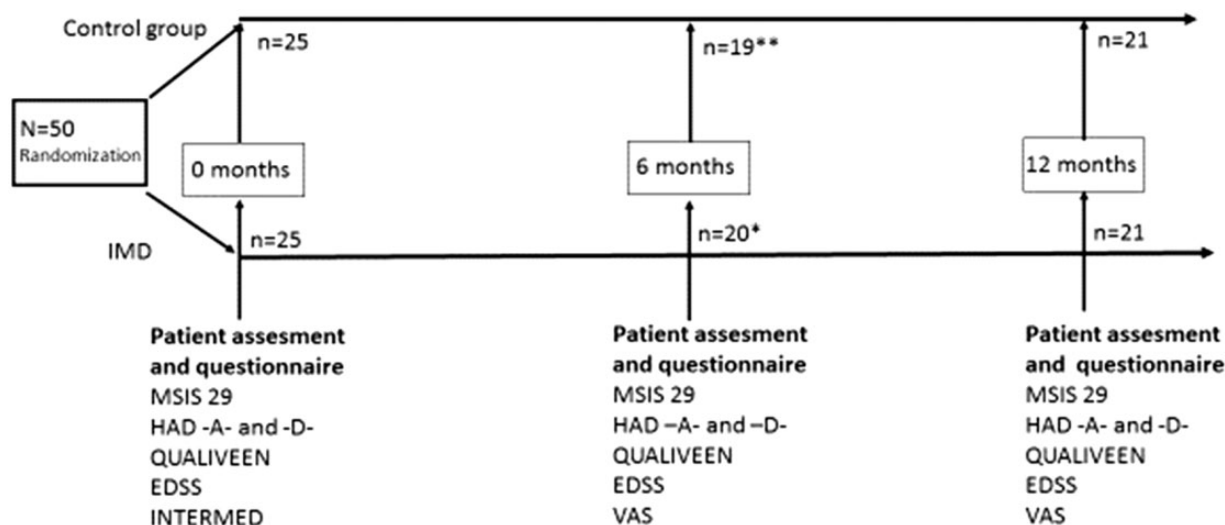 Control group
n=25
n=19**
n=21
N=50
Randomization
0 months
6 months
12 months
IMD
n=25
n=20*
n=21
Patient assesment
and questionnaire
MSIS 29
HAD -A- and -D-
QUALIVEEN
EDSS
INTERMED
Patient assesment
and questionnaire
MSIS 29
HAD –A- and –D-
QUALIVEEN
EDSS
VAS
Patient assesment
and questionnaire
MSIS 29
HAD -A- and -D-
QUALIVEEN
EDSS
VAS